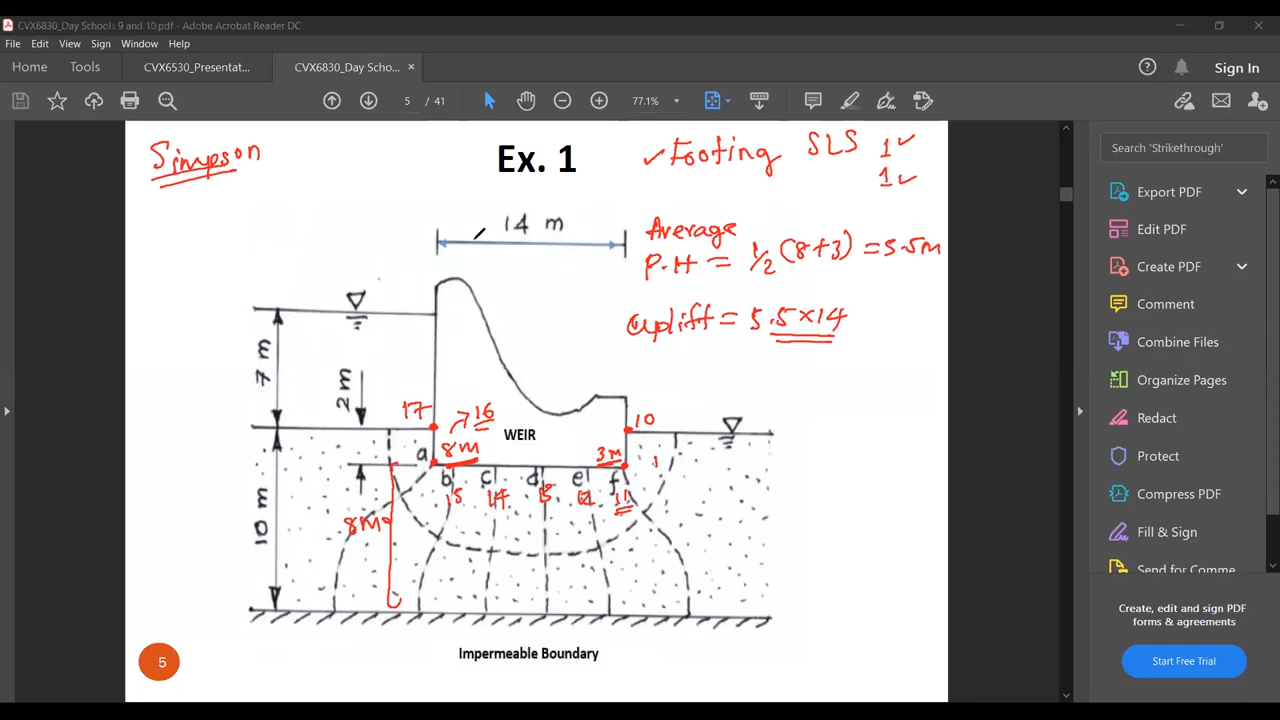 CVX6830_Day Schools 9 and 10.pdf - Adobe Acrobat Reader DC
File Edit View Sign Window Help
Home Tools CVX6530_Presentat... CVX6830_Day Scho... ×
Sign In
5 / 41 77.1%
Simpson
Ex. 1
✓ Footing SLS 1 ✓
1 ✓
14 m
Average
P.H = 1/2 (8+3) = 5.5m
uplift = 5.5×14
7 m
2 m
10 m
17
16
10
a
8M
WEIR
3M
b c d e f
15 14 13 12 11
8M
Impermeable Boundary
5
Search 'Strikethrough'
Export PDF
Edit PDF
Create PDF
Comment
Combine Files
Organize Pages
Redact
Protect
Compress PDF
Fill & Sign
Send for Comme
Create, edit and sign PDF
forms & agreements
Start Free Trial